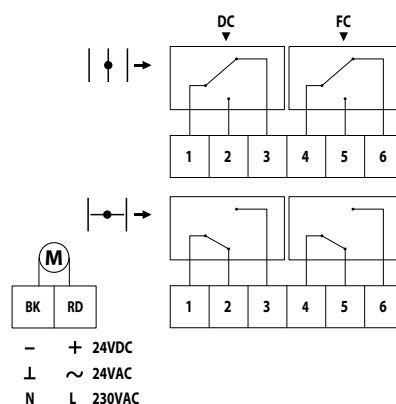 DC FC
1 2 3 4 5 6
M
1 2 3 4 5 6
BK RD
– + 24VDC
⊥ ~ 24VAC
N L 230VAC